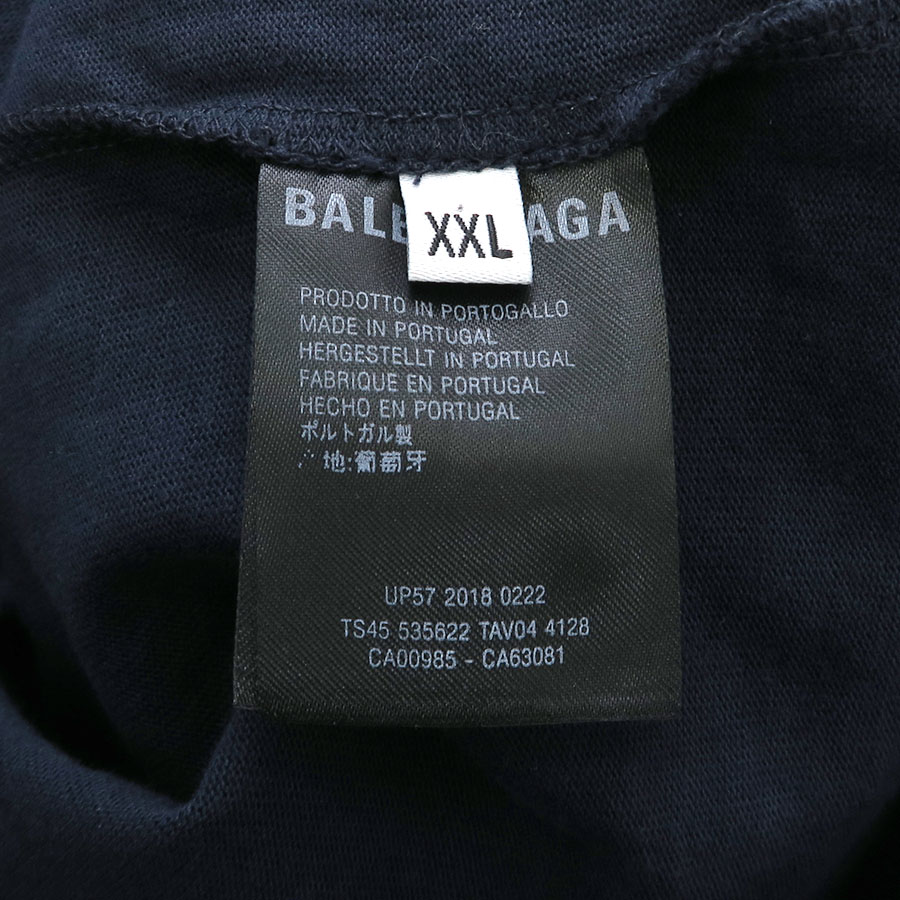 BALE AGA
XXL
PRODOTTO IN PORTOGALLO
MADE IN PORTUGAL
HERGESTELLT IN PORTUGAL
FABRIQUE EN PORTUGAL
HECHO EN PORTUGAL
ポルトガル製
地:葡萄牙
UP57 2018 0222
TS45 535622 TAV04 4128
CA00985 - CA63081